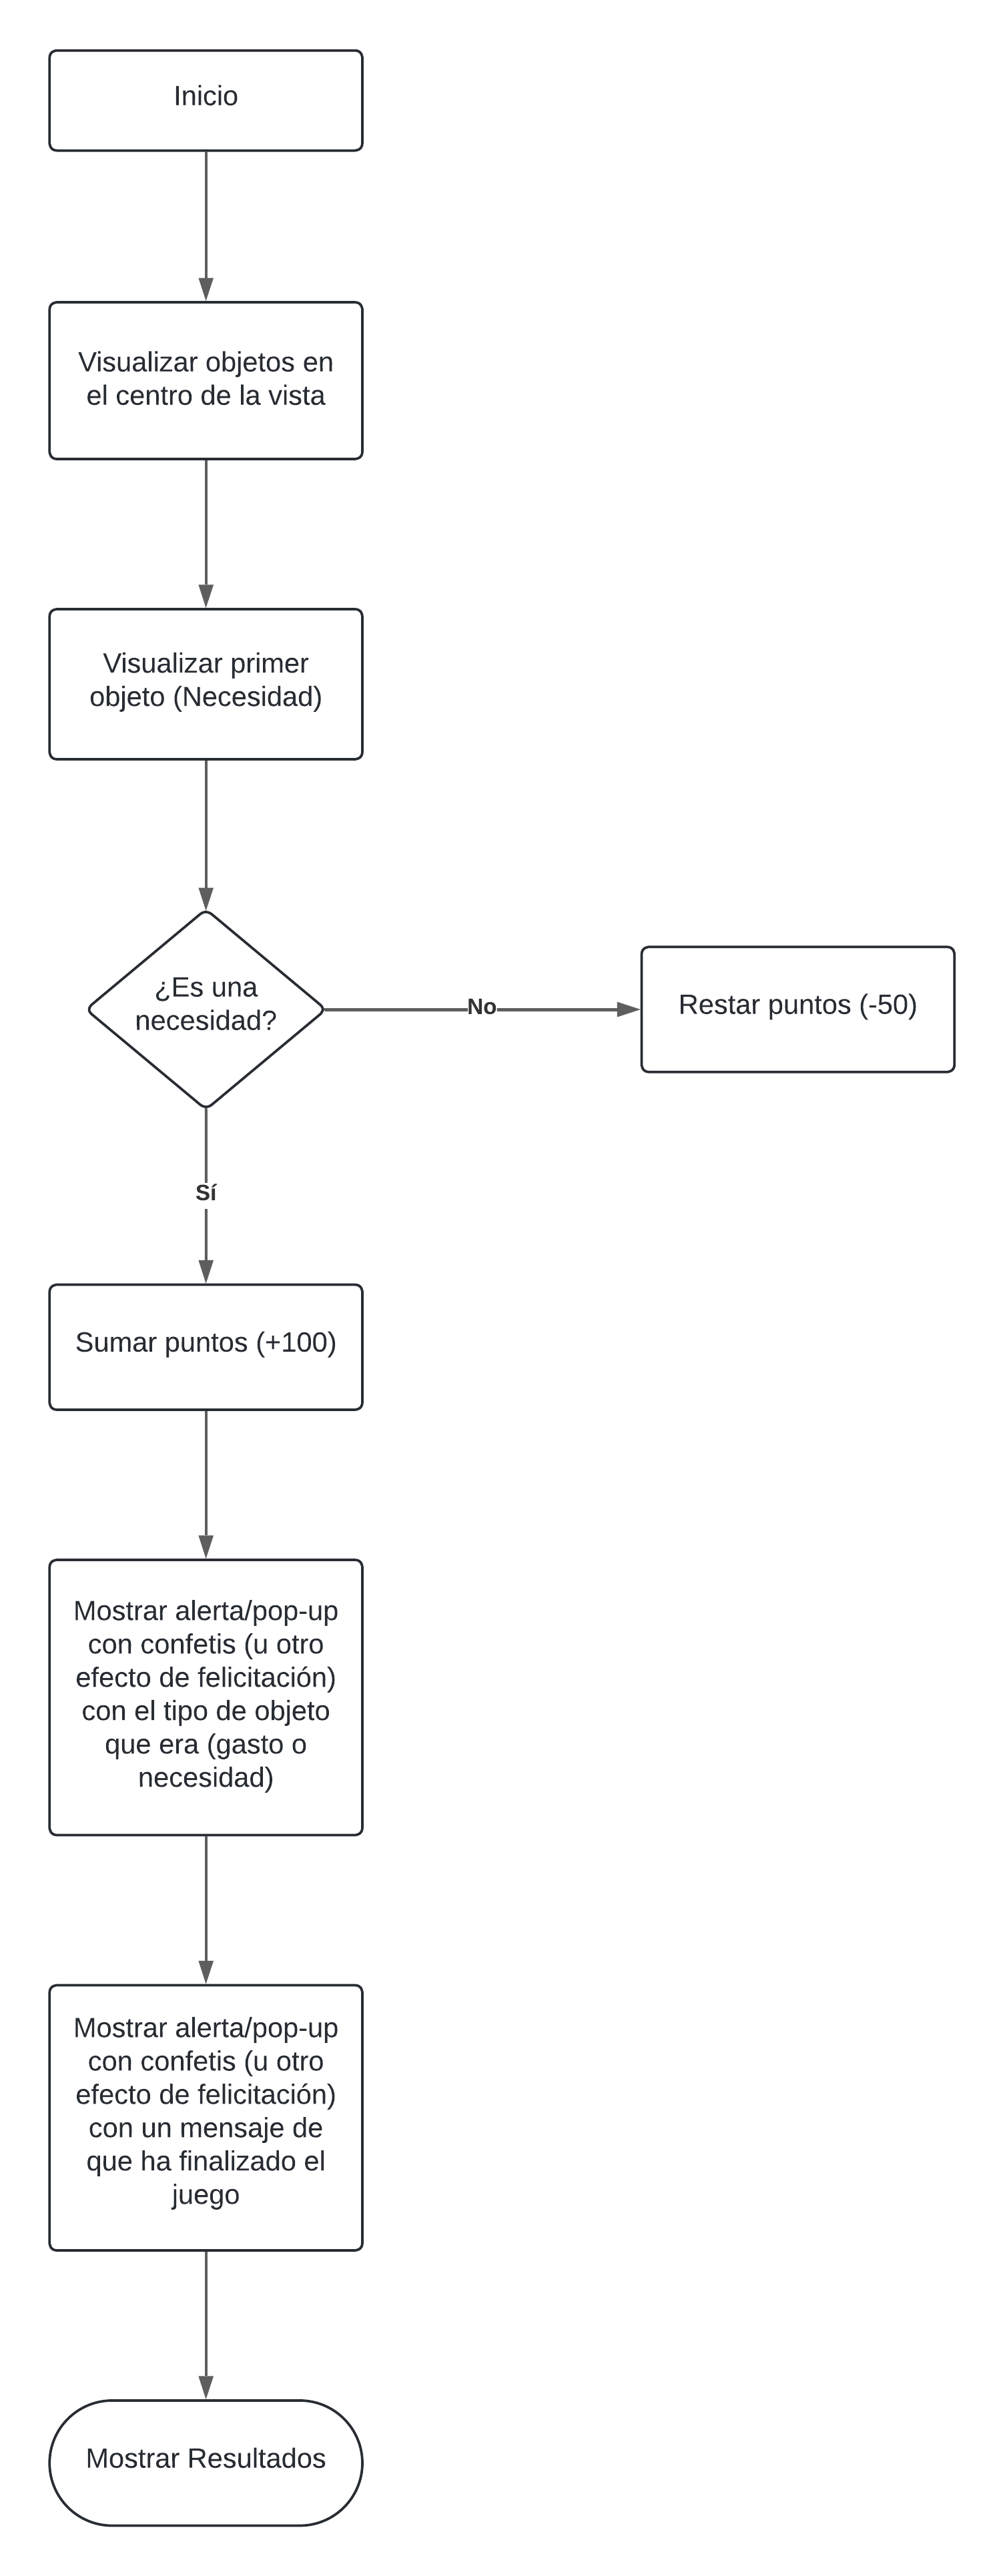 Inicio
Visualizar objetos en
el centro de la vista
Visualizar primer
objeto (Necesidad)
¿Es una
necesidad?
No
Restar puntos (-50)
Sí
Sumar puntos (+100)
Mostrar alerta/pop-up
con confetis (u otro
efecto de felicitación)
con el tipo de objeto
que era (gasto o
necesidad)
Mostrar alerta/pop-up
con confetis (u otro
efecto de felicitación)
con un mensaje de
que ha finalizado el
juego
Mostrar Resultados